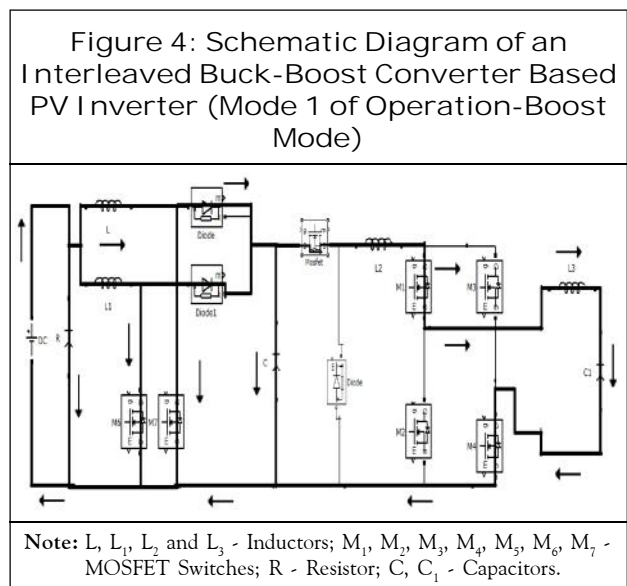 Figure 4: Schematic Diagram of an
Interleaved Buck-Boost Converter Based
PV Inverter (Mode 1 of Operation-Boost
Mode)
L
Diode
Mosfet
L2
M1
M3
L3
L1
Diode1
DC
R
C
Diode
C1
M6
M7
M2
M4
Note: L, L1, L2 and L3 - Inductors; M1, M2, M3, M4, M5, M6, M7 -
MOSFET Switches; R - Resistor; C, C1 - Capacitors.